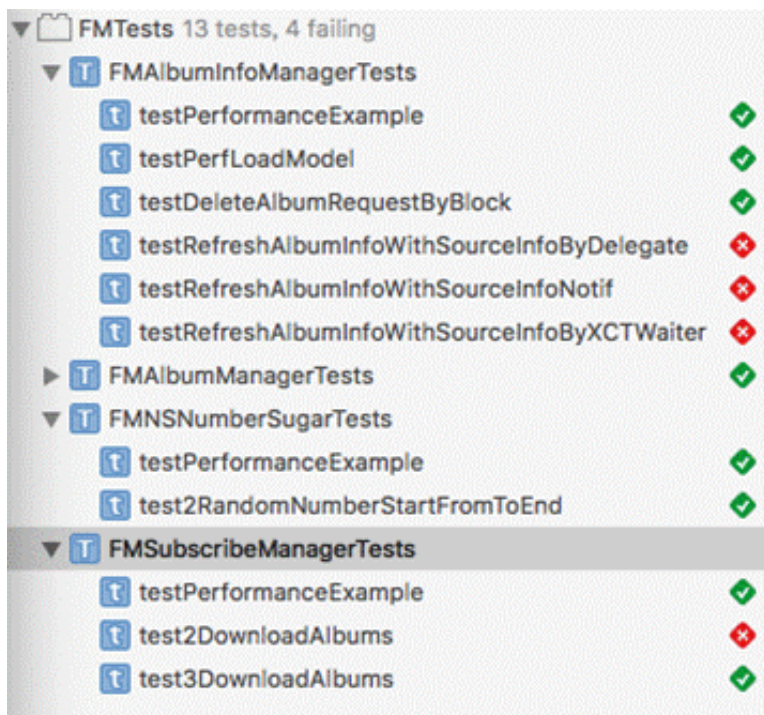 FMTests 13 tests, 4 failing
T FMAlbumInfoManagerTests
t testPerformanceExample
t testPerfLoadModel
t testDeleteAlbumRequestByBlock
t testRefreshAlbumInfoWithSourceInfoByDelegate
t testRefreshAlbumInfoWithSourceInfoNotif
t testRefreshAlbumInfoWithSourceInfoByXCTWaiter
T FMAlbumManagerTests
T FMNSNumberSugarTests
t testPerformanceExample
t test2RandomNumberStartFromToEnd
T FMSubscribeManagerTests
t testPerformanceExample
t test2DownloadAlbums
t test3DownloadAlbums